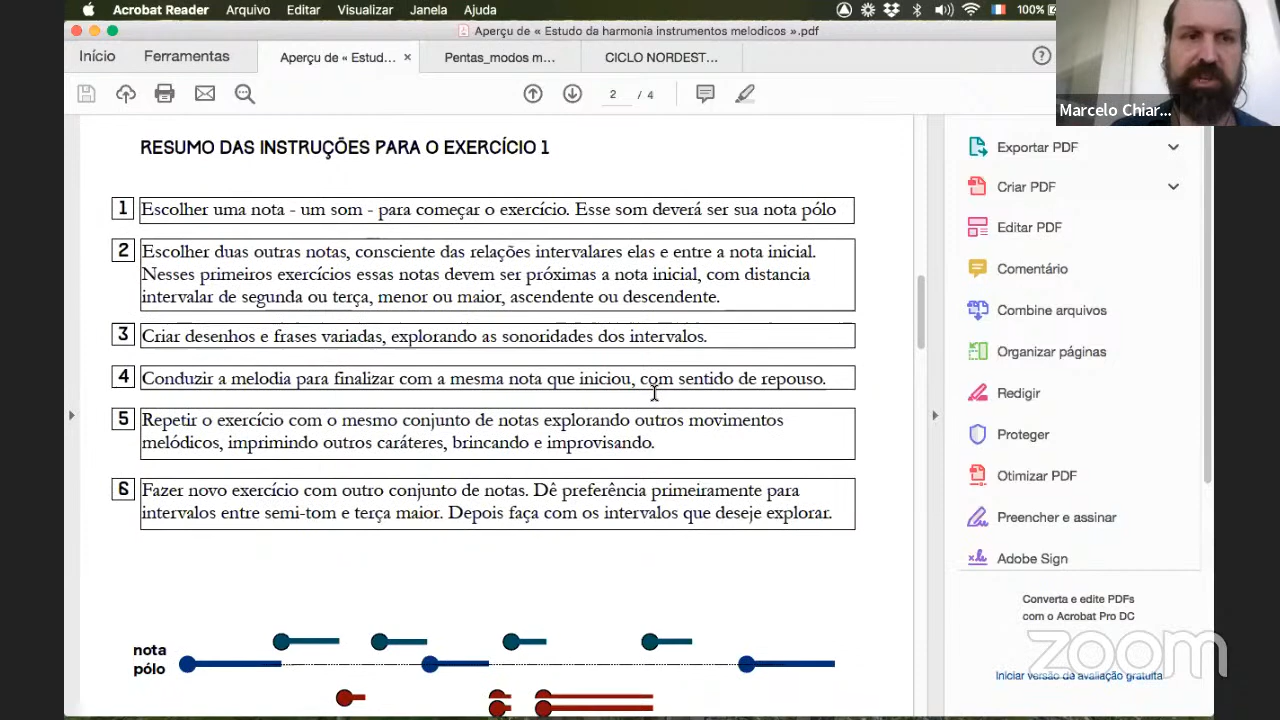 Acrobat Reader Arquivo Editar Visualizar Janela Ajuda 100%
Aperçu de « Estudo da harmonia instrumentos melodicos ».pdf
Início Ferramentas Aperçu de « Estud... × Pentas_modos m... CICLO NORDEST...
2 / 4
Marcelo Chiar...
RESUMO DAS INSTRUÇÕES PARA O EXERCÍCIO 1
1 Escolher uma nota - um som - para começar o exercício. Esse som deverá ser sua nota pólo
2 Escolher duas outras notas, consciente das relações intervalares elas e entre a nota inicial.
Nesses primeiros exercícios essas notas devem ser próximas a nota inicial, com distancia
intervalar de segunda ou terça, menor ou maior, ascendente ou descendente.
3 Criar desenhos e frases variadas, explorando as sonoridades dos intervalos.
4 Conduzir a melodia para finalizar com a mesma nota que iniciou, com sentido de repouso.
5 Repetir o exercício com o mesmo conjunto de notas explorando outros movimentos
melódicos, imprimindo outros caráteres, brincando e improvisando.
6 Fazer novo exercício com outro conjunto de notas. Dê preferência primeiramente para
intervalos entre semi-tom e terça maior. Depois faça com os intervalos que deseje explorar.
nota
pólo
Exportar PDF
Criar PDF
Editar PDF
Comentário
Combine arquivos
Organizar páginas
Redigir
Proteger
Otimizar PDF
Preencher e assinar
Adobe Sign
Converta e edite PDFs
com o Acrobat Pro DC
Iniciar versão de avaliação gratuita
zoom